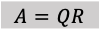 A = QR